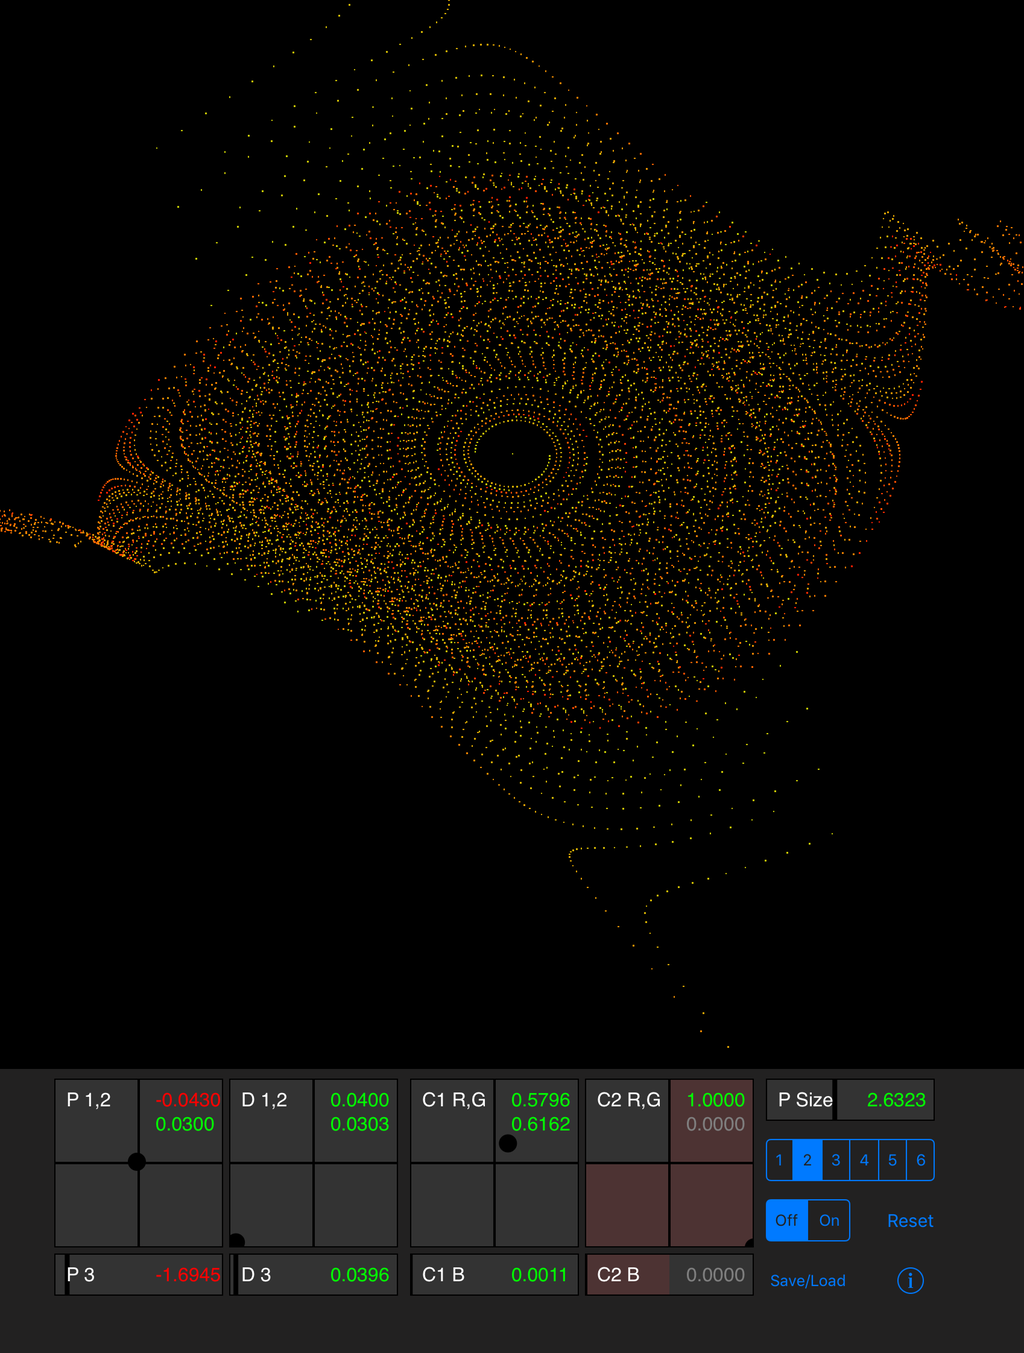 P 1,2 -0.0430
0.0300
D 1,2 0.0400
0.0303
C1 R,G 0.5796
0.6162
C2 R,G 1.0000
0.0000
P Size 2.6323
1 2 3 4 5 6
Off On Reset
P 3 -1.6945
D 3 0.0396
C1 B 0.0011
C2 B 0.0000
Save/Load i